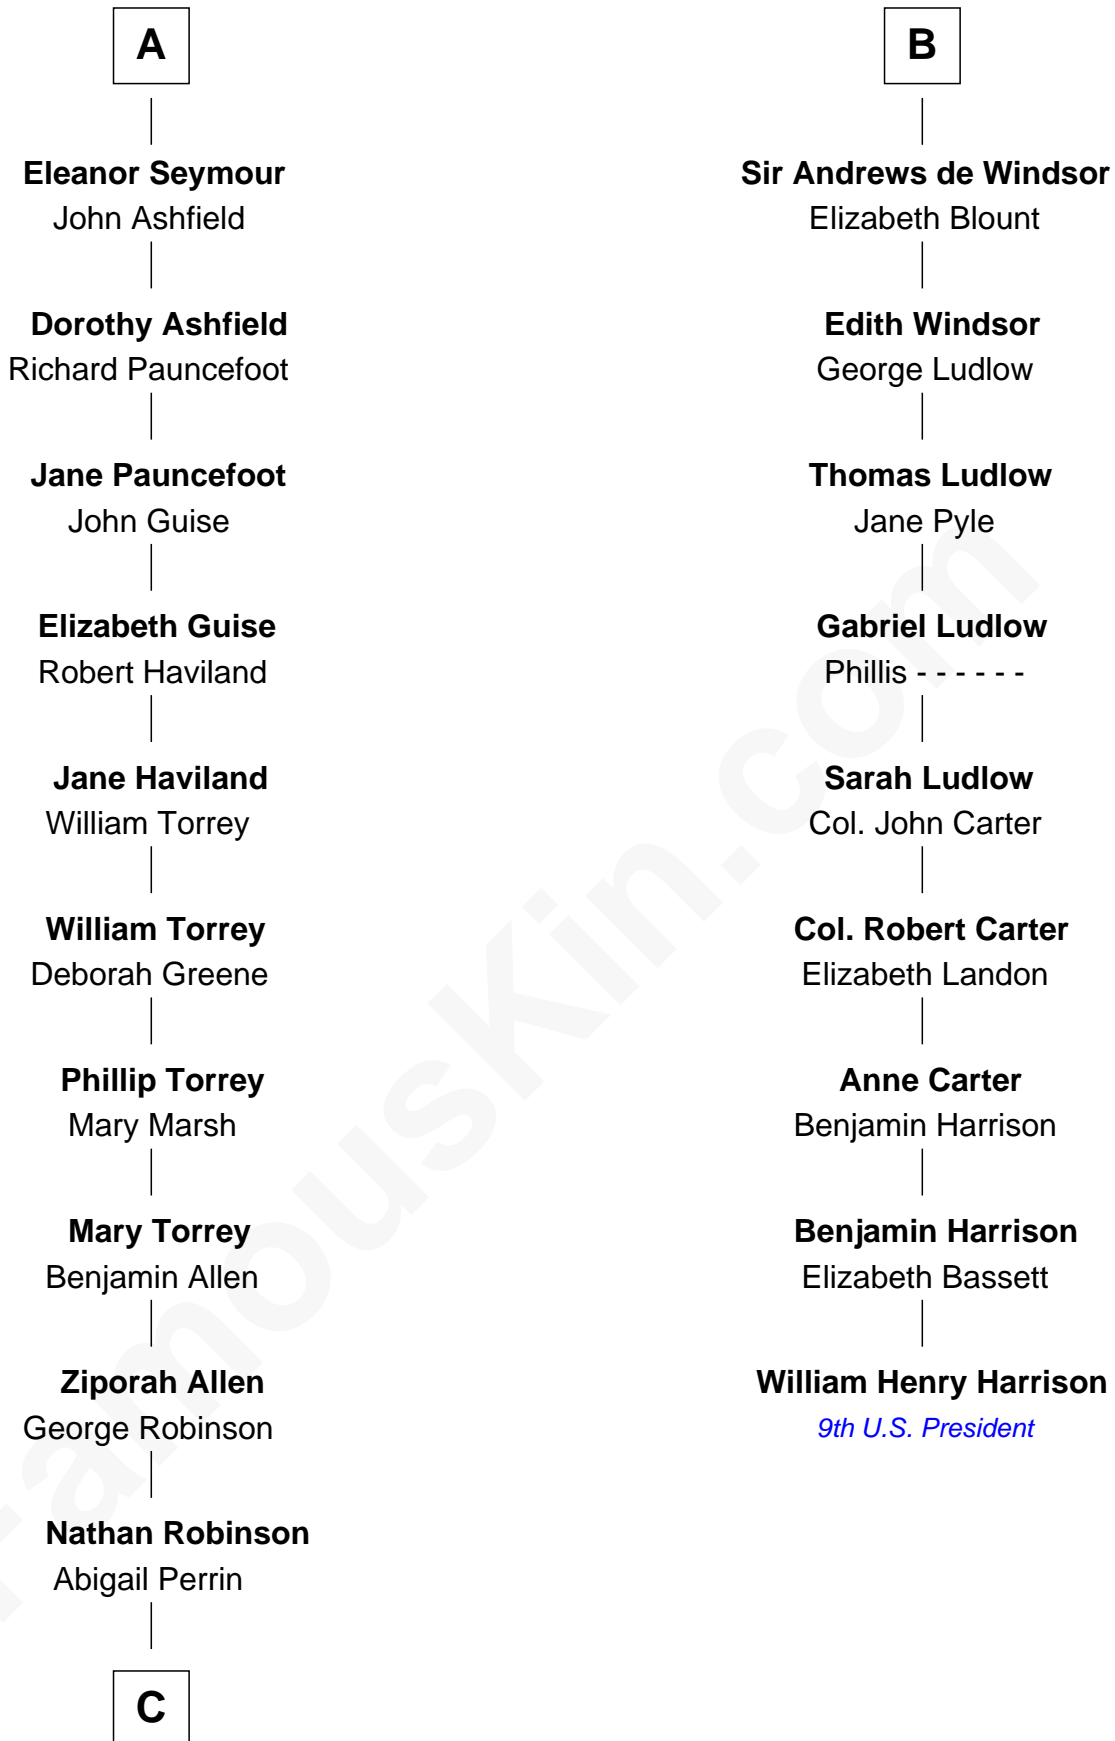 A
Eleanor Seymour
John Ashfield
Dorothy Ashfield
Richard Pauncefoot
Jane Pauncefoot
John Guise
Elizabeth Guise
Robert Haviland
Jane Haviland
William Torrey
William Torrey
Deborah Greene
Phillip Torrey
Mary Marsh
Mary Torrey
Benjamin Allen
Ziporah Allen
George Robinson
Nathan Robinson
Abigail Perrin
C
B
Sir Andrews de Windsor
Elizabeth Blount
Edith Windsor
George Ludlow
Thomas Ludlow
Jane Pyle
Gabriel Ludlow
Phillis - - - - - -
Sarah Ludlow
Col. John Carter
Col. Robert Carter
Elizabeth Landon
Anne Carter
Benjamin Harrison
Benjamin Harrison
Elizabeth Bassett
William Henry Harrison
9th U.S. President
FamousKin.com